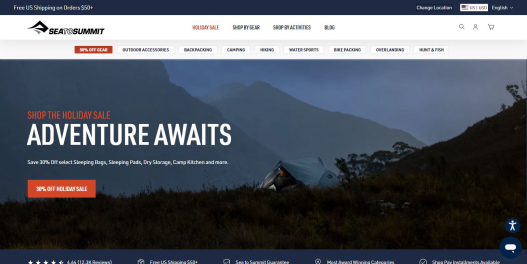 Free US Shipping on Orders $50+
Change Location
US | USD
English
SEATOSUMMIT
HOLIDAY SALE
SHOP BY GEAR
SHOP BY ACTIVITIES
BLOG
30% OFF GEAR
OUTDOOR ACCESSORIES
BACKPACKING
CAMPING
HIKING
WATER SPORTS
BIKE PACKING
OVERLANDING
HUNT & FISH
SHOP THE HOLIDAY SALE
ADVENTURE AWAITS
Save 30% Off select Sleeping Bags, Sleeping Pads, Dry Storage, Camp Kitchen and more.
30% OFF HOLIDAY SALE
4.66 (12.3K Reviews)
Free US Shipping $50+
Sea to Summit Guarantee
Most Award Winning Categories
Shop Pay Installments Available